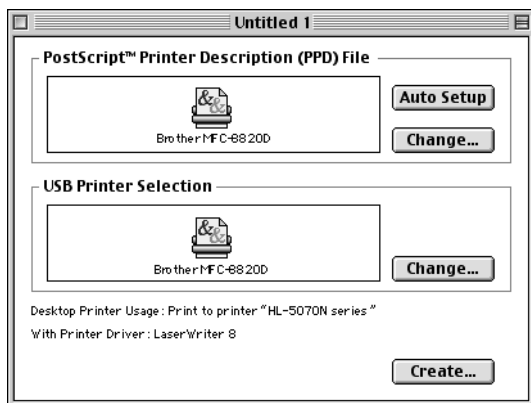 Untitled 1
PostScript™ Printer Description (PPD) File
Brother MFC-8820D
Auto Setup
Change...
USB Printer Selection
Brother MFC-8820D
Change...
Desktop Printer Usage : Print to printer "HL-5070N series "
With Printer Driver : LaserWriter 8
Create...